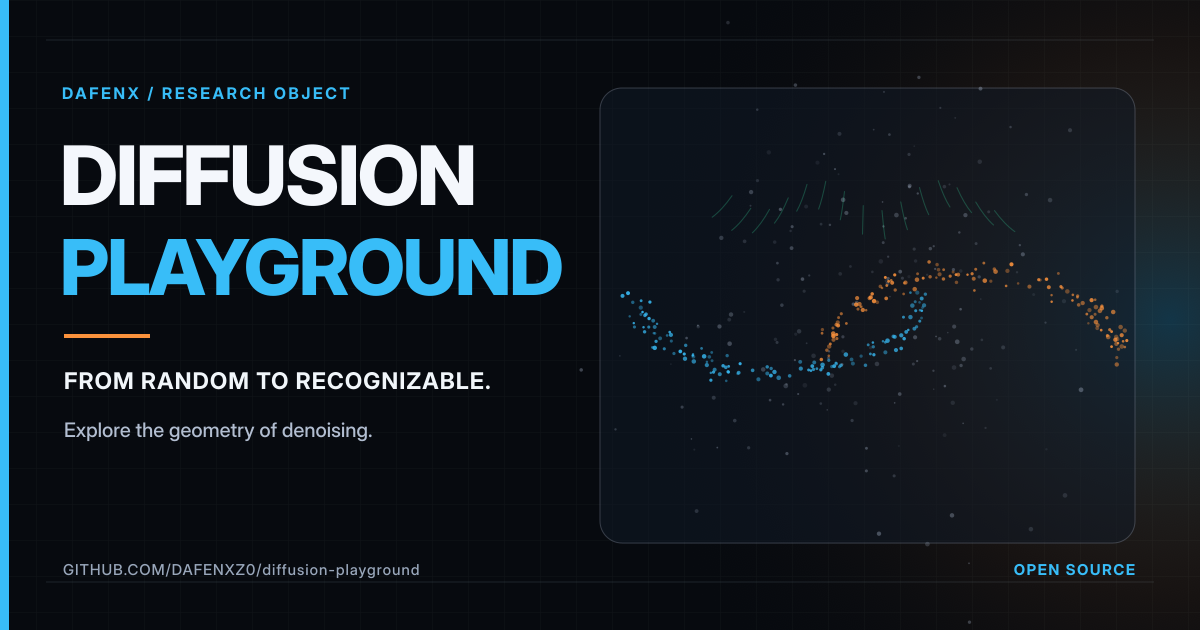 DAFENX / RESEARCH OBJECT
DIFFUSION
PLAYGROUND
FROM RANDOM TO RECOGNIZABLE.
Explore the geometry of denoising.
GITHUB.COM/DAFENXZ0/diffusion-playground
OPEN SOURCE